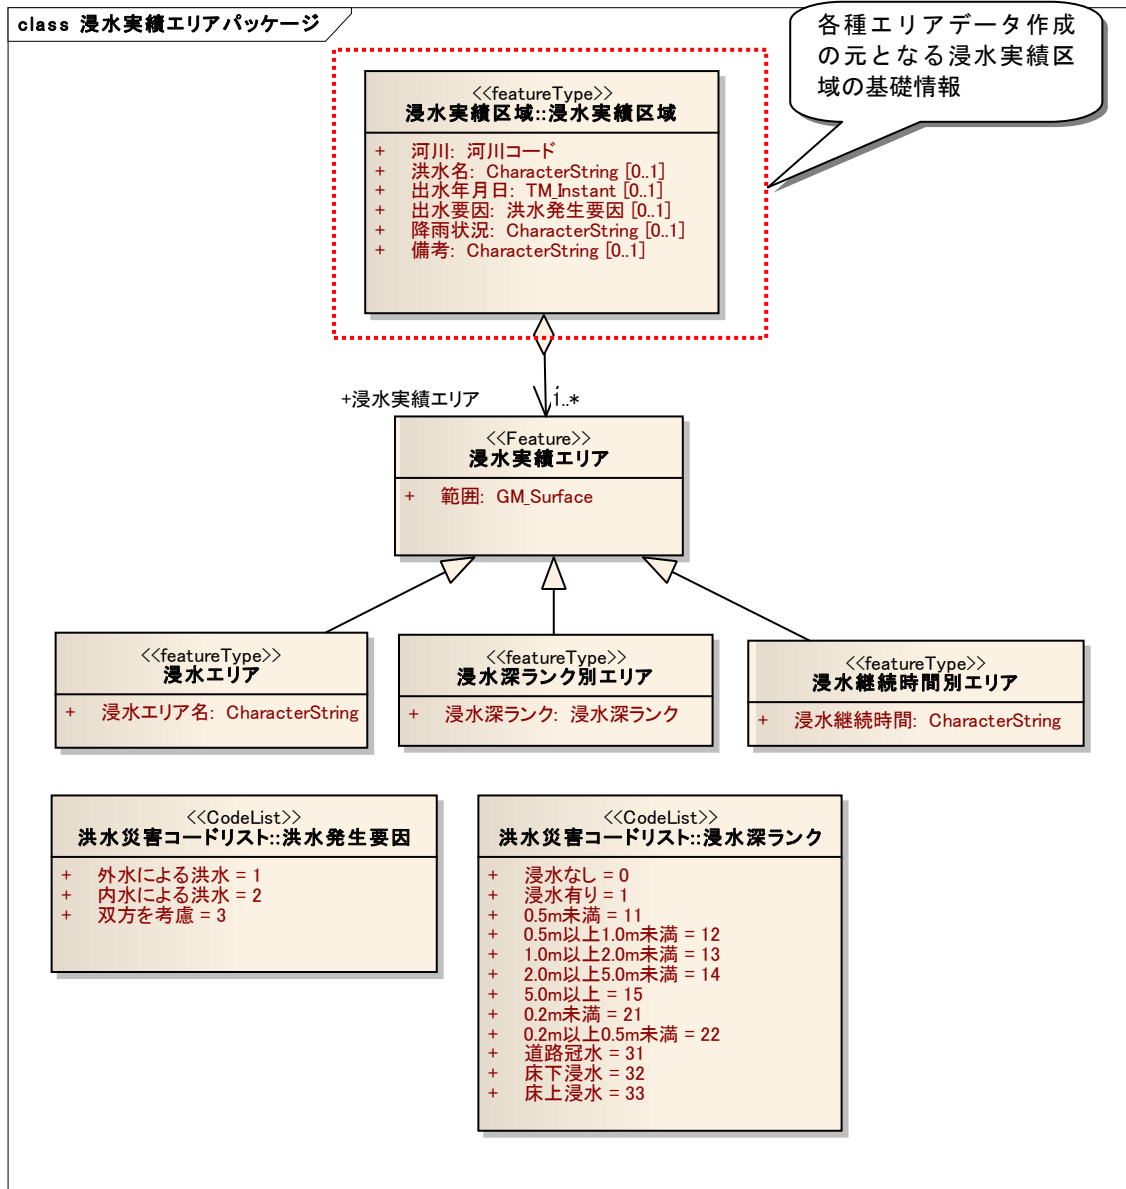 class 浸水実績エリアパッケージ
各種エリアデータ作成
の元となる浸水実績区
域の基礎情報
<<featureType>>
浸水実績区域::浸水実績区域
+ 河川: 河川コード
+ 洪水名: CharacterString [0..1]
+ 出水年月日: TM_Instant [0..1]
+ 出水要因: 洪水発生要因 [0..1]
+ 降雨状況: CharacterString [0..1]
+ 備考: CharacterString [0..1]
+浸水実績エリア
1..*
<<Feature>>
浸水実績エリア
+ 範囲: GM_Surface
<<featureType>>
浸水エリア
+ 浸水エリア名: CharacterString
<<featureType>>
浸水深ランク別エリア
+ 浸水深ランク: 浸水深ランク
<<featureType>>
浸水継続時間別エリア
+ 浸水継続時間: CharacterString
<<CodeList>>
洪水災害コードリスト::洪水発生要因
+ 外水による洪水 = 1
+ 内水による洪水 = 2
+ 双方を考慮 = 3
<<CodeList>>
洪水災害コードリスト::浸水深ランク
+ 浸水なし = 0
+ 浸水有り = 1
+ 0.5m未満 = 11
+ 0.5m以上1.0m未満 = 12
+ 1.0m以上2.0m未満 = 13
+ 2.0m以上5.0m未満 = 14
+ 5.0m以上 = 15
+ 0.2m未満 = 21
+ 0.2m以上0.5m未満 = 22
+ 道路冠水 = 31
+ 床下浸水 = 32
+ 床上浸水 = 33